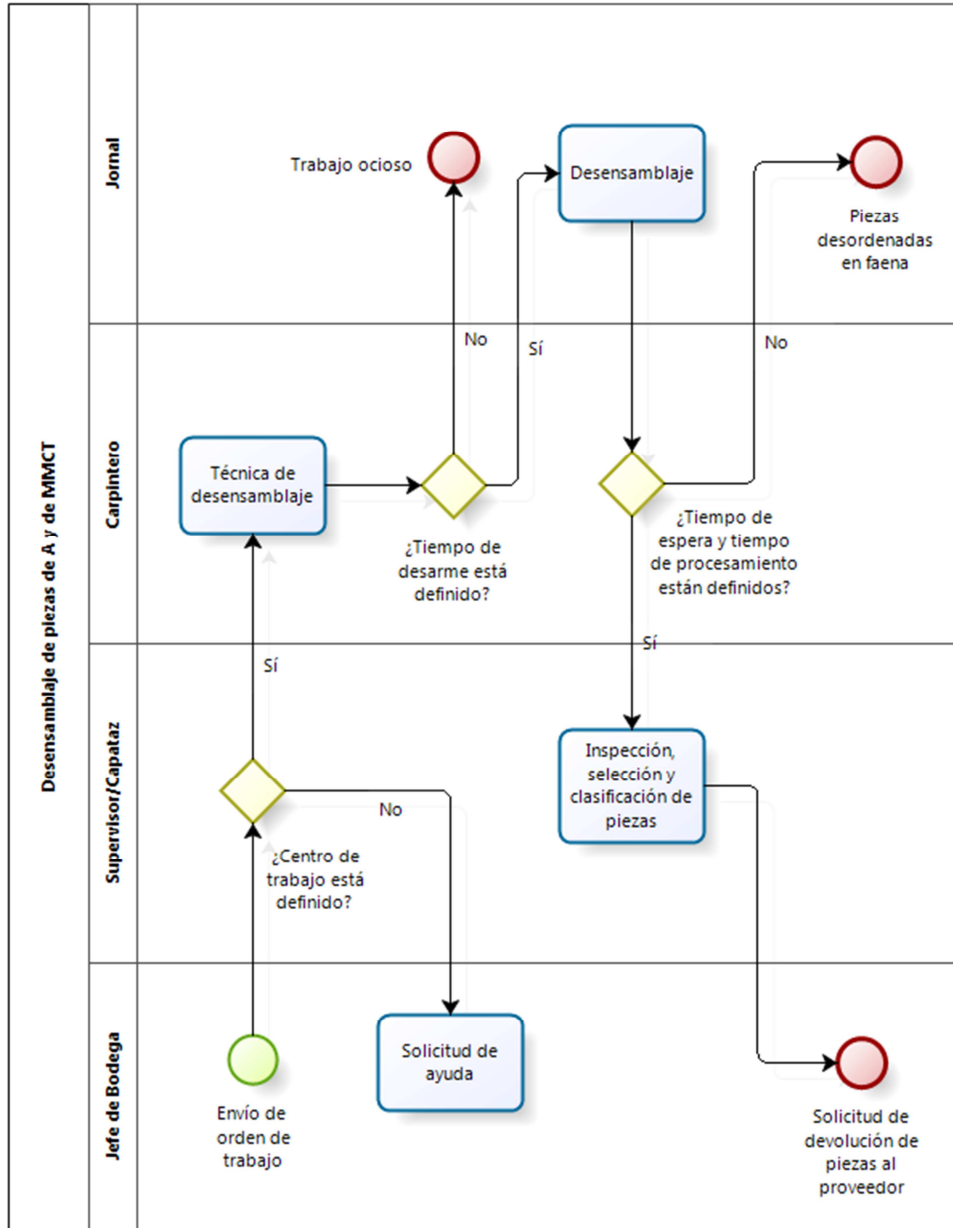 Desensamblaje de piezas de A y de MMCT
Jornal
Trabajo ocioso
Desensamblaje
Piezas
desordenadas
en faena
No
Sí
No
Carpintero
Técnica de
desensamblaje
¿Tiempo de
desarme está
definido?
¿Tiempo de
espera y tiempo
de procesamiento
están definidos?
Sí
Sí
Supervisor/Capataz
No
¿Centro de
trabajo está
definido?
Inspección,
selección y
clasificación de
piezas
Jefe de Bodega
Envío de
orden de
trabajo
Solicitud de
ayuda
Solicitud de
devolución de
piezas al
proveedor